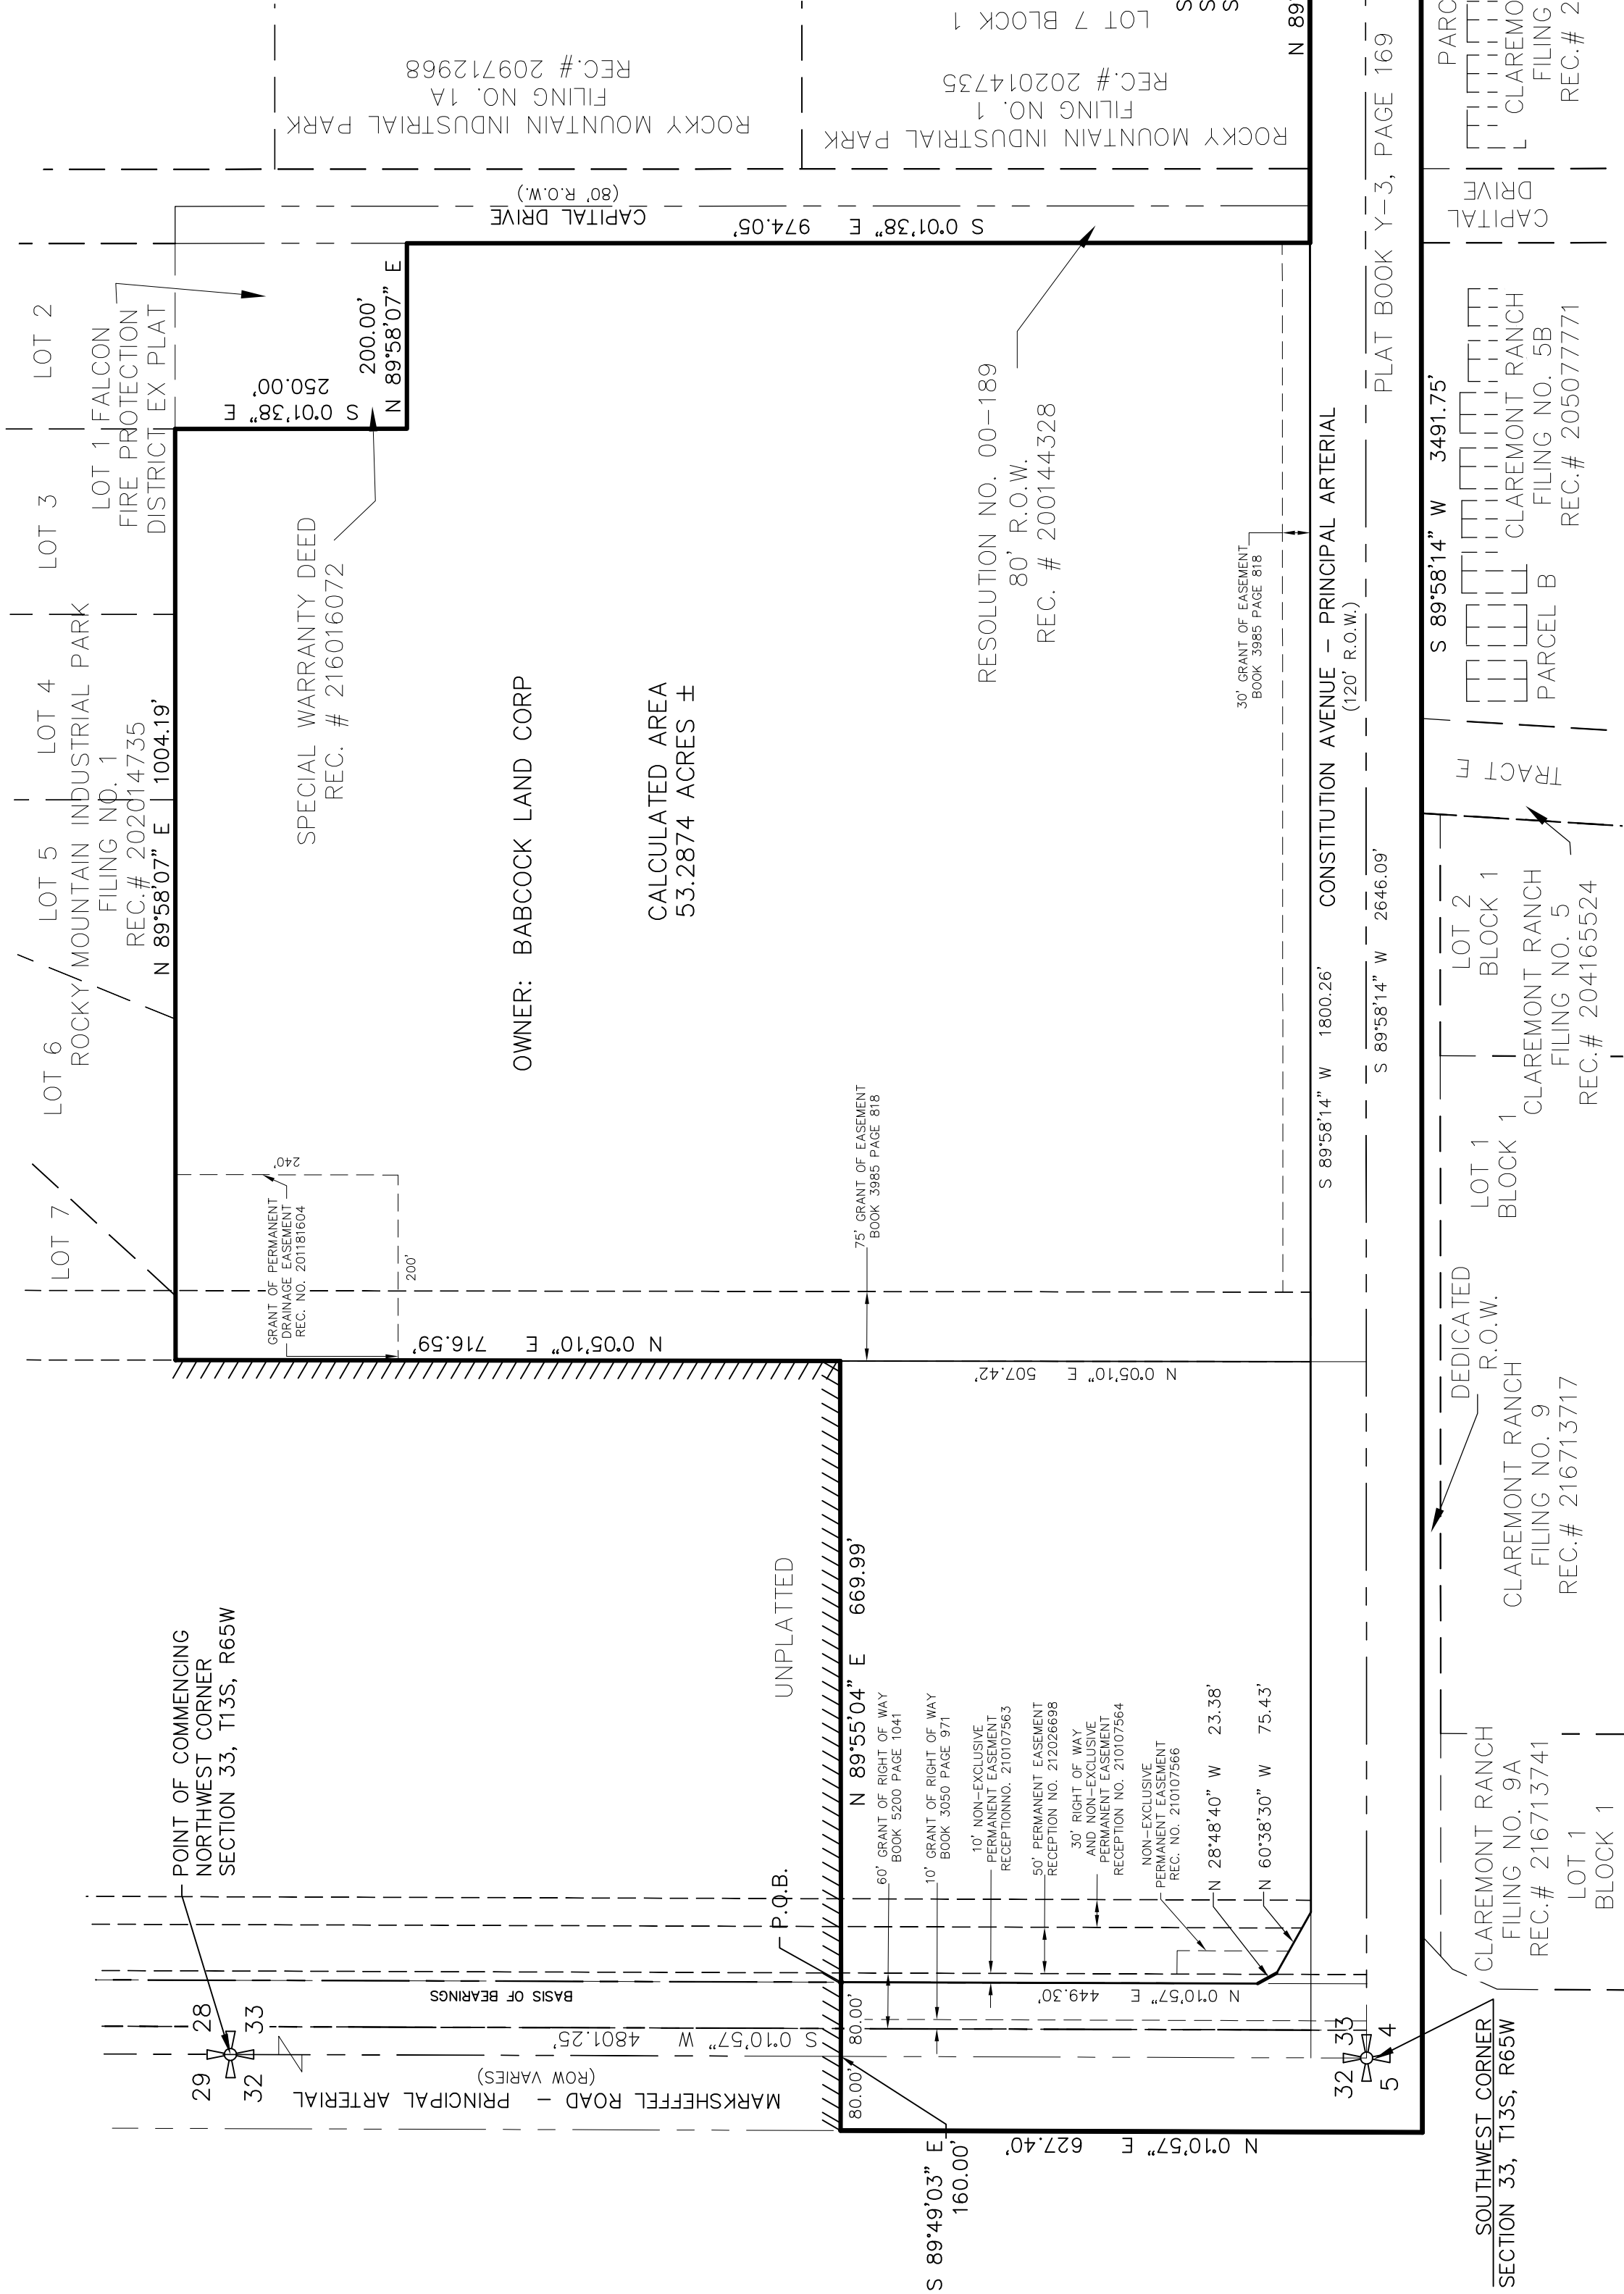 POINT OF COMMENCING
NORTHWEST CORNER
SECTION 33, T13S, R65W
29 28
32 33
BASIS OF BEARINGS
S 0°10'57" W 4801.25'
MARKSHEFFEL ROAD - PRINCIPAL ARTERIAL
(ROW VARIES)
UNPLATTED
P.O.B.
80.00' 80.00'
S 89°49'03" E
160.00'
N 89°55'04" E 669.99'
60' GRANT OF RIGHT OF WAY
BOOK 5200 PAGE 1041
10' GRANT OF RIGHT OF WAY
BOOK 3050 PAGE 971
10' NON-EXCLUSIVE
PERMANENT EASEMENT
RECEPTIONNO. 210107563
50' PERMANENT EASEMENT
RECEPTION NO. 212026698
30' RIGHT OF WAY
AND NON-EXCLUSIVE
PERMANENT EASEMENT
RECEPTION NO. 210107564
NON-EXCLUSIVE
PERMANENT EASEMENT
REC. NO. 210107566
N 28°48'40" W 23.38'
N 60°38'30" W 75.43'
N 0°10'57" E 449.30'
N 0°10'57" E 627.40'
32 33
5 4
SOUTHWEST CORNER
SECTION 33, T13S, R65W
LOT 7
LOT 6
LOT 5
LOT 4
LOT 3
LOT 2
ROCKY MOUNTAIN INDUSTRIAL PARK
FILING NO. 1
REC.# 202014735
N 89°58'07" E 1004.19'
LOT 1 FALCON
FIRE PROTECTION
DISTRICT EX PLAT
S 0°01'38" E
250.00'
200.00'
N 89°58'07" E
GRANT OF PERMANENT
DRAINAGE EASEMENT
REC. NO. 201181604
240'
200'
N 0°05'10" E 716.59'
SPECIAL WARRANTY DEED
REC. # 216016072
OWNER: BABCOCK LAND CORP
CALCULATED AREA
53.2874 ACRES ±
75' GRANT OF EASEMENT
BOOK 3985 PAGE 818
N 0°05'10" E 507.42'
RESOLUTION NO. 00-189
80' R.O.W.
REC. # 200144328
30' GRANT OF EASEMENT
BOOK 3985 PAGE 818
CAPITAL DRIVE
(80' R.O.W.)
S 0°01'38" E 974.05'
ROCKY MOUNTAIN INDUSTRIAL PARK
FILING NO. 1A
REC.# 209712968
ROCKY MOUNTAIN INDUSTRIAL PARK
FILING NO. 1
REC.# 202014735
LOT 7 BLOCK 1
S
S
S
N 89°
S 89°58'14" W 1800.26'
CONSTITUTION AVENUE - PRINCIPAL ARTERIAL
(120' R.O.W.)
S 89°58'14" W 2646.09'
PLAT BOOK Y-3, PAGE 169
S 89°58'14" W 3491.75'
CLAREMONT RANCH
FILING NO. 9A
REC.# 216713741
LOT 1
BLOCK 1
DEDICATED
R.O.W.
CLAREMONT RANCH
FILING NO. 9
REC.# 216713717
LOT 1
BLOCK 1
LOT 2
BLOCK 1
CLAREMONT RANCH
FILING NO. 5
REC.# 204165524
TRACT E
PARCEL B
CLAREMONT RANCH
FILING NO. 5B
REC.# 205077771
CAPITAL
DRIVE
PARC
CLAREMO
FILING
REC.# 2